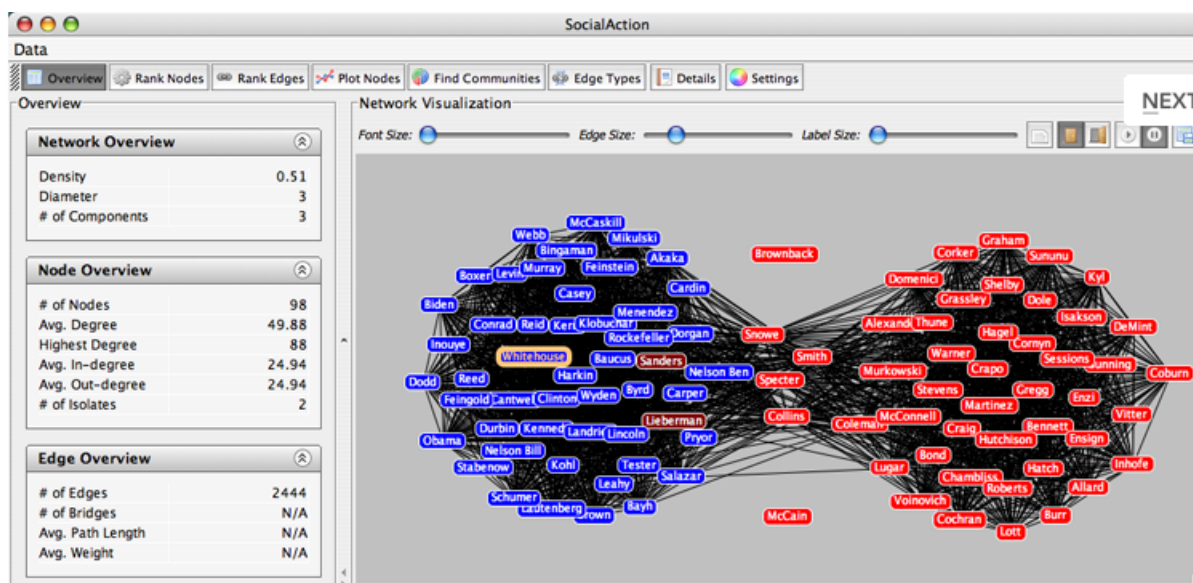 SocialAction
Data
Overview Rank Nodes Rank Edges Plot Nodes Find Communities Edge Types Details Settings
NEXT
Overview
Network Overview
Density 0.51
Diameter 3
# of Components 3
Node Overview
# of Nodes 98
Avg. Degree 49.88
Highest Degree 88
Avg. In-degree 24.94
Avg. Out-degree 24.94
# of Isolates 2
Edge Overview
# of Edges 2444
# of Bridges N/A
Avg. Path Length N/A
Avg. Weight N/A
Network Visualization
Font Size: Edge Size: Label Size:
McCaskill
Webb
Mikulski
Bingaman
Akaka
Boxer
Murray
Feinstein
Casey
Cardin
Biden
Menendez
Conrad
Reid
Klobuchar
Rockefeller
Dorgan
Inouye
Whitehouse
Baucus
Sanders
Nelson Ben
Harkin
Dodd
Reed
Byrd
Carper
Feingold
Clinton
Wyden
Lieberman
Obama
Durbin
Lincoln
Pryor
Nelson Bill
Stabenow
Kohl
Tester
Salazar
Leahy
Schumer
Bayh
Brownback
Snowe
Smith
Specter
Collins
McCain
Graham
Corker
Sununu
Domenici
Shelby
Kyl
Grassley
Dole
Isakson
Thune
Hagel
DeMint
Cornyn
Warner
Sessions
Murkowski
Crapo
Coburn
Stevens
Gregg
Enzi
Martinez
McConnell
Vitter
Craig
Bennett
Hutchison
Ensign
Bond
Lugar
Hatch
Inhofe
Roberts
Allard
Voinovich
Cochran
Burr
Lott